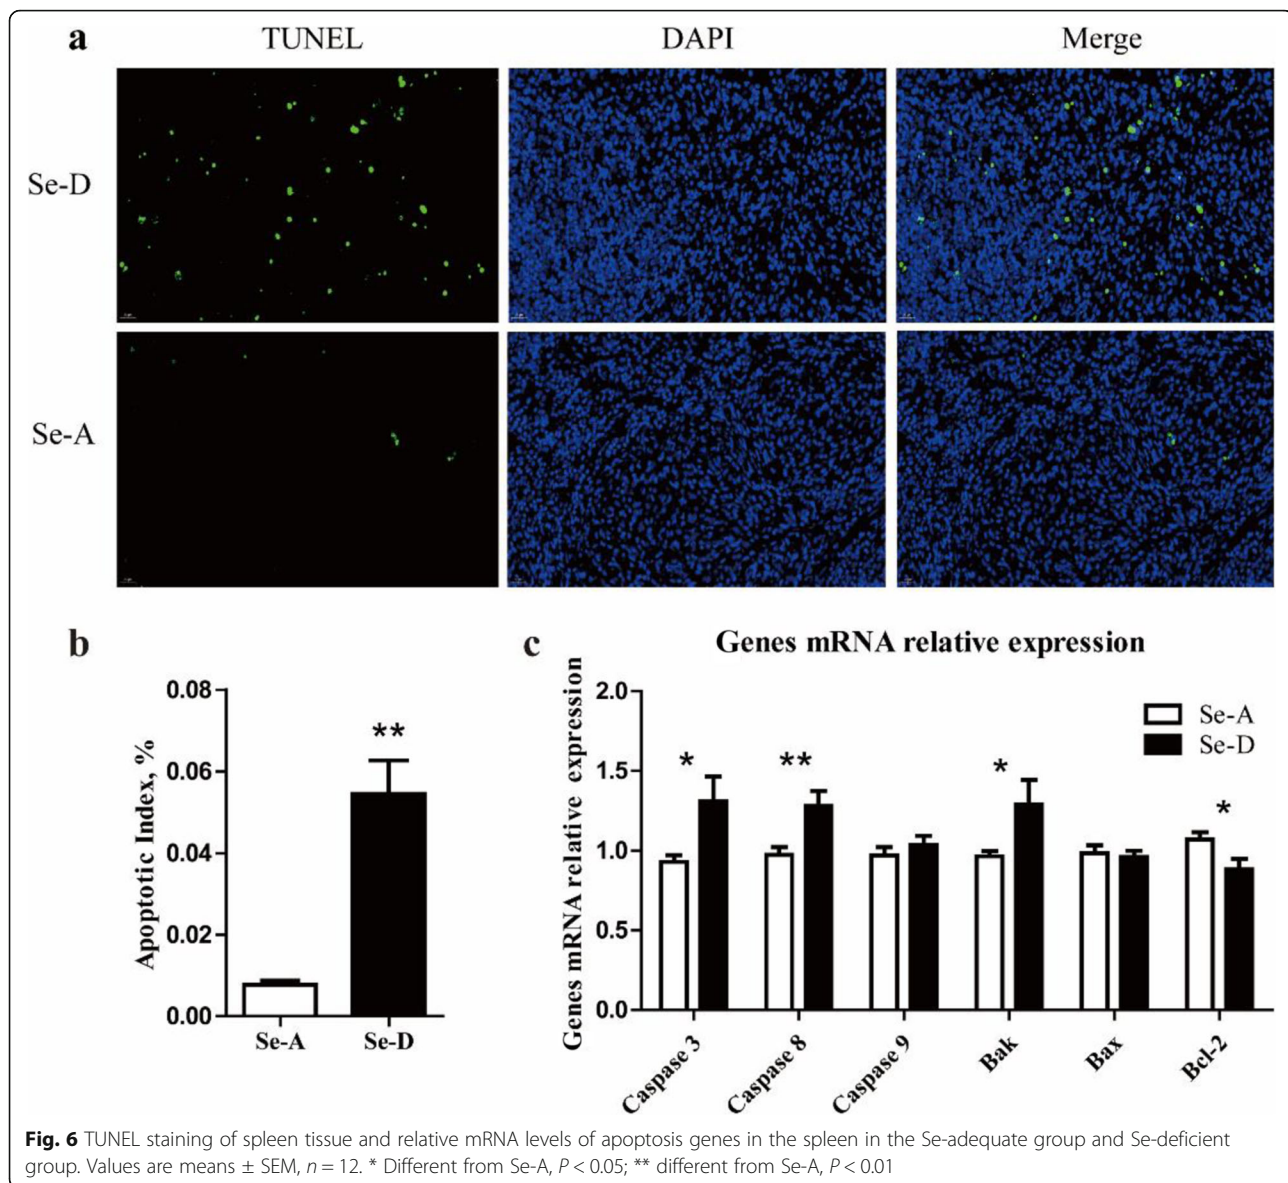 a
TUNEL DAPI Merge
Se-D
Se-A
b
Apoptotic Index, %
0.08
0.06
0.04
0.02
0.00
**
Se-A Se-D
c
Genes mRNA relative expression
Genes mRNA relative expression
2.0
1.5
1.0
0.5
0.0
Se-A
Se-D
* ** * *
Caspase 3 Caspase 8 Caspase 9 Bak Bax Bcl-2
Fig. 6 TUNEL staining of spleen tissue and relative mRNA levels of apoptosis genes in the spleen in the Se-adequate group and Se-deficient
group. Values are means ± SEM, n = 12. * Different from Se-A, P < 0.05; ** different from Se-A, P < 0.01